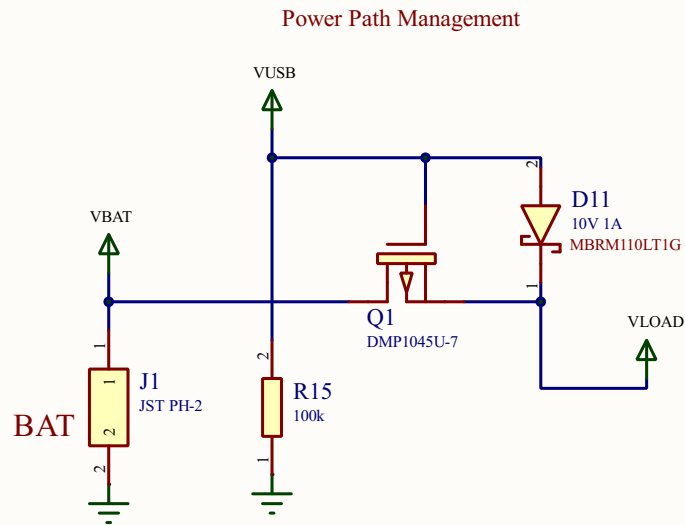 Power Path Management
VUSB
2
D11
10V 1A
MBRM110LT1G
1
VBAT
Q1
DMP1045U-7
VLOAD
1
1
J1
JST PH-2
BAT
2
2
2
R15
100k
1